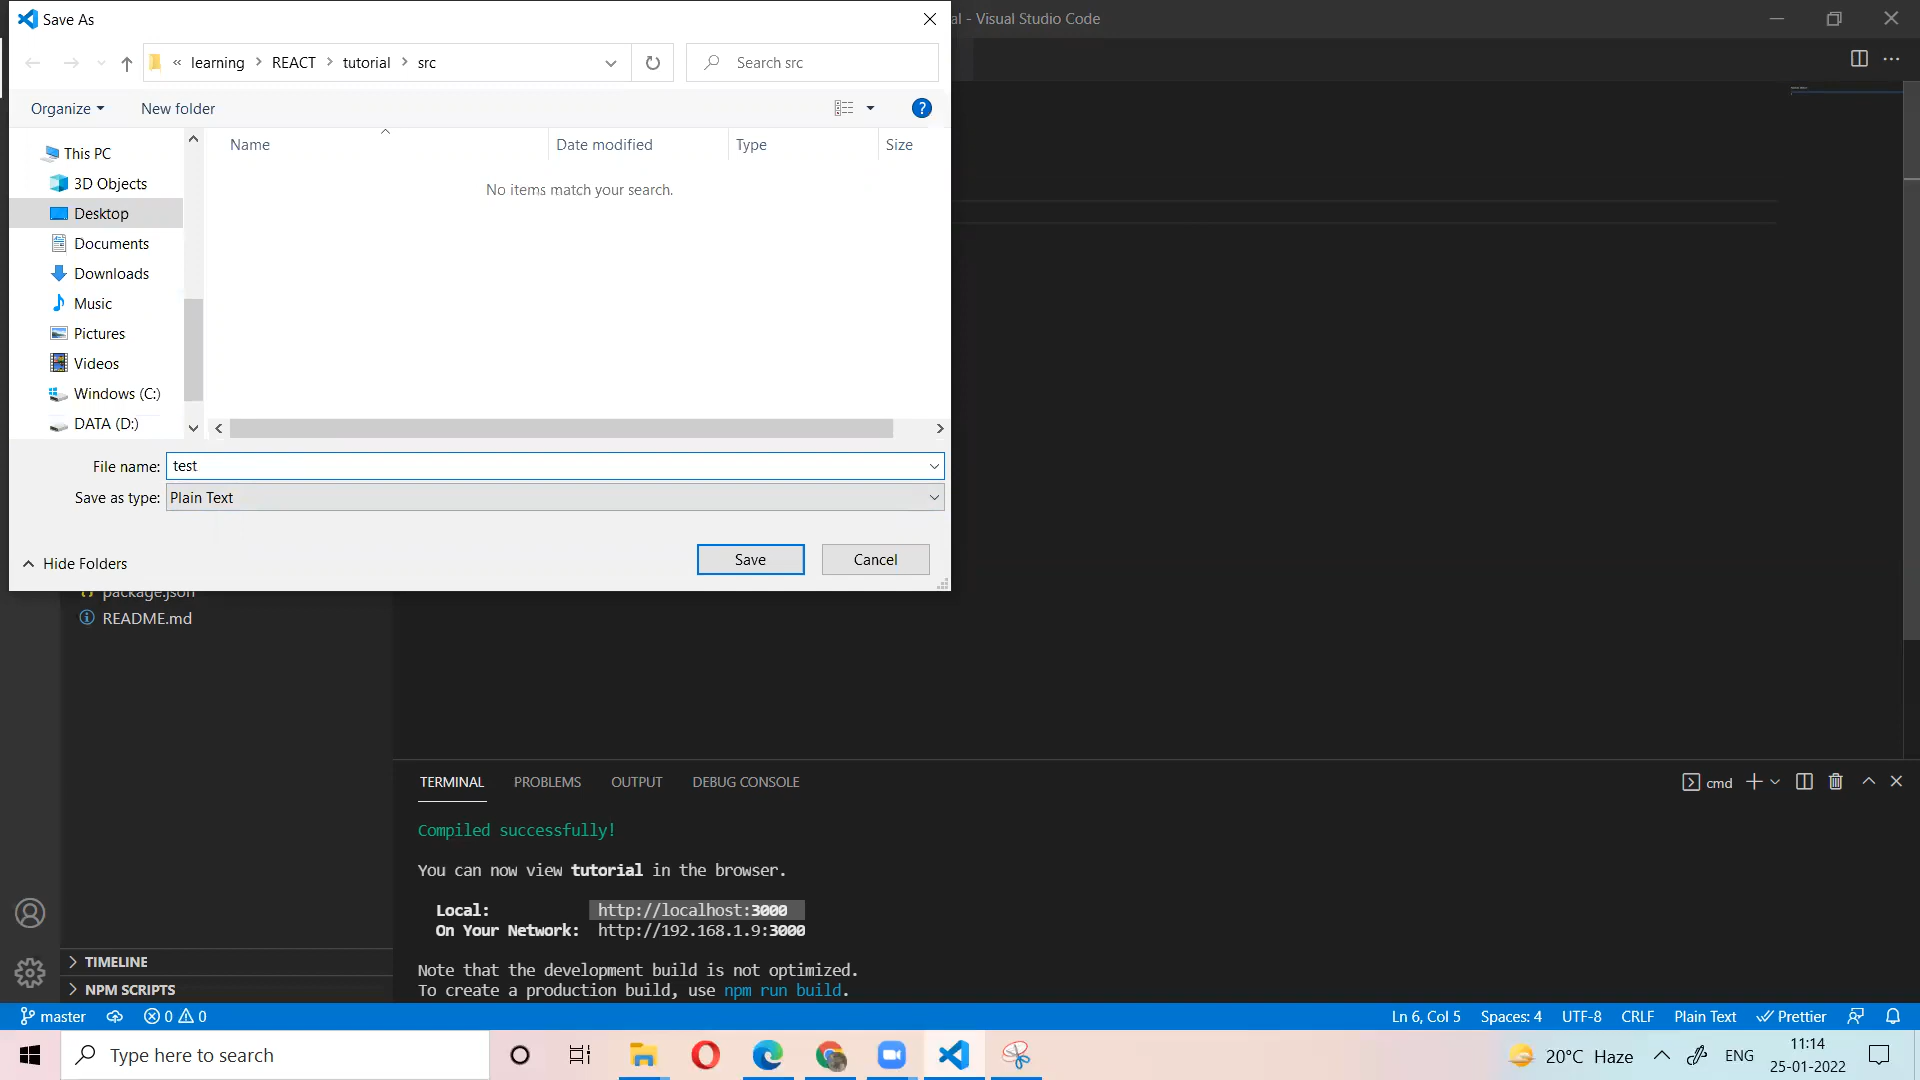 Save As
al - Visual Studio Code
« learning > REACT > tutorial > src
Search src
Organize
New folder
?
Name
Date modified
Type
Size
No items match your search.
This PC
3D Objects
Desktop
Documents
Downloads
Music
Pictures
Videos
Windows (C:)
DATA (D:)
File name: test
Save as type: Plain Text
Hide Folders
Save
Cancel
package.json
README.md
TERMINAL PROBLEMS OUTPUT DEBUG CONSOLE
cmd
Compiled successfully!
You can now view tutorial in the browser.
Local: http://localhost:3000
On Your Network: http://192.168.1.9:3000
Note that the development build is not optimized.
To create a production build, use npm run build.
TIMELINE
NPM SCRIPTS
master
0 0
Ln 6, Col 5
Spaces: 4
UTF-8
CRLF
Plain Text
Prettier
Type here to search
20°C Haze
ENG
11:14
25-01-2022